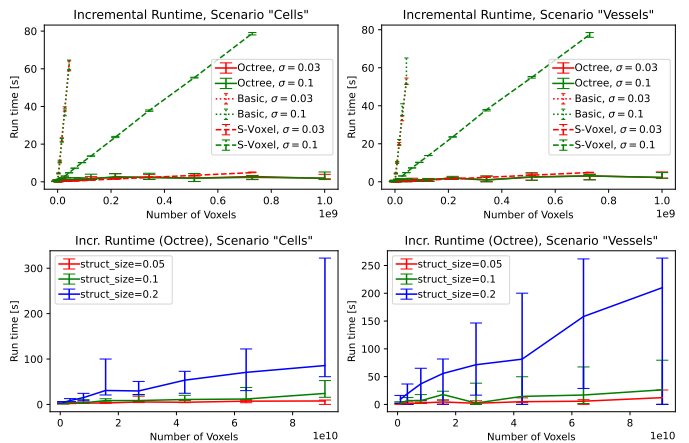 Incremental Runtime, Scenario "Cells"
80
60
40
20
0
Run time [s]
Octree, σ = 0.03
Octree, σ = 0.1
Basic, σ = 0.03
Basic, σ = 0.1
S-Voxel, σ = 0.03
S-Voxel, σ = 0.1
0.0 0.2 0.4 0.6 0.8 1.0
Number of Voxels
1e9
Incremental Runtime, Scenario "Vessels"
80
60
40
20
0
Run time [s]
Octree, σ = 0.03
Octree, σ = 0.1
Basic, σ = 0.03
Basic, σ = 0.1
S-Voxel, σ = 0.03
S-Voxel, σ = 0.1
0.0 0.2 0.4 0.6 0.8 1.0
Number of Voxels
1e9
Incr. Runtime (Octree), Scenario "Cells"
300
200
100
0
Run time [s]
struct_size=0.05
struct_size=0.1
struct_size=0.2
0 2 4 6 8
Number of Voxels
1e10
Incr. Runtime (Octree), Scenario "Vessels"
250
200
150
100
50
0
Run time [s]
struct_size=0.05
struct_size=0.1
struct_size=0.2
0 2 4 6 8
Number of Voxels
1e10